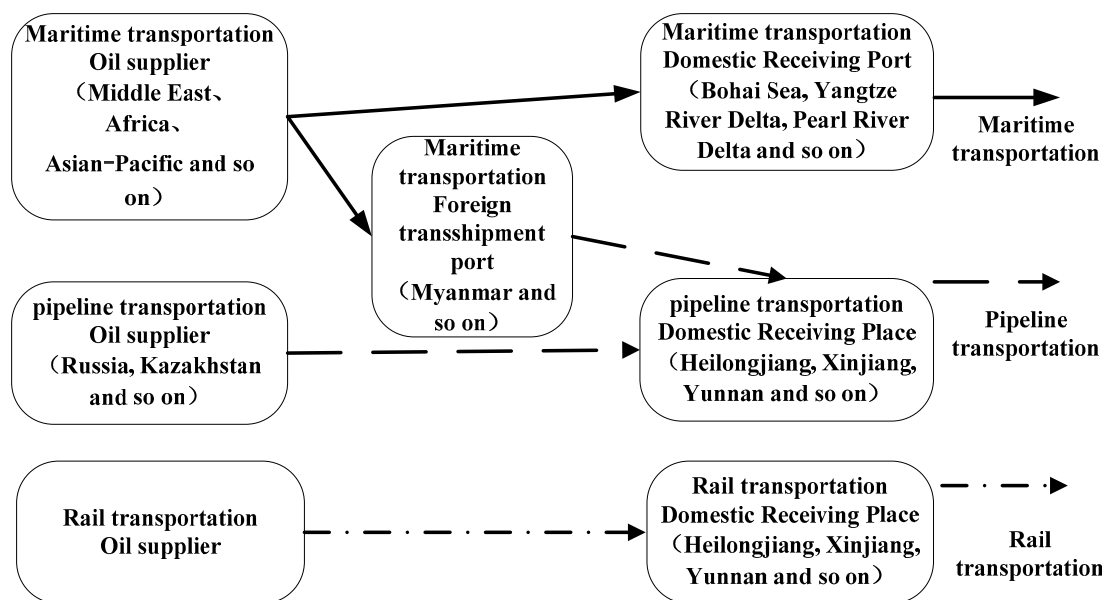 Maritime transportation
Oil supplier
（Middle East、
Africa、
Asian-Pacific and so
on）
Maritime transportation
Domestic Receiving Port
（Bohai Sea, Yangtze
River Delta, Pearl River
Delta and so on）
Maritime
transportation
Maritime
transportation
Foreign
transshipment
port
（Myanmar and
so on）
pipeline transportation
Oil supplier
（Russia, Kazakhstan
and so on）
pipeline transportation
Domestic Receiving Place
（Heilongjiang, Xinjiang,
Yunnan and so on）
Pipeline
transportation
Rail transportation
Oil supplier
Rail transportation
Domestic Receiving Place
（Heilongjiang, Xinjiang,
Yunnan and so on）
Rail
transportation